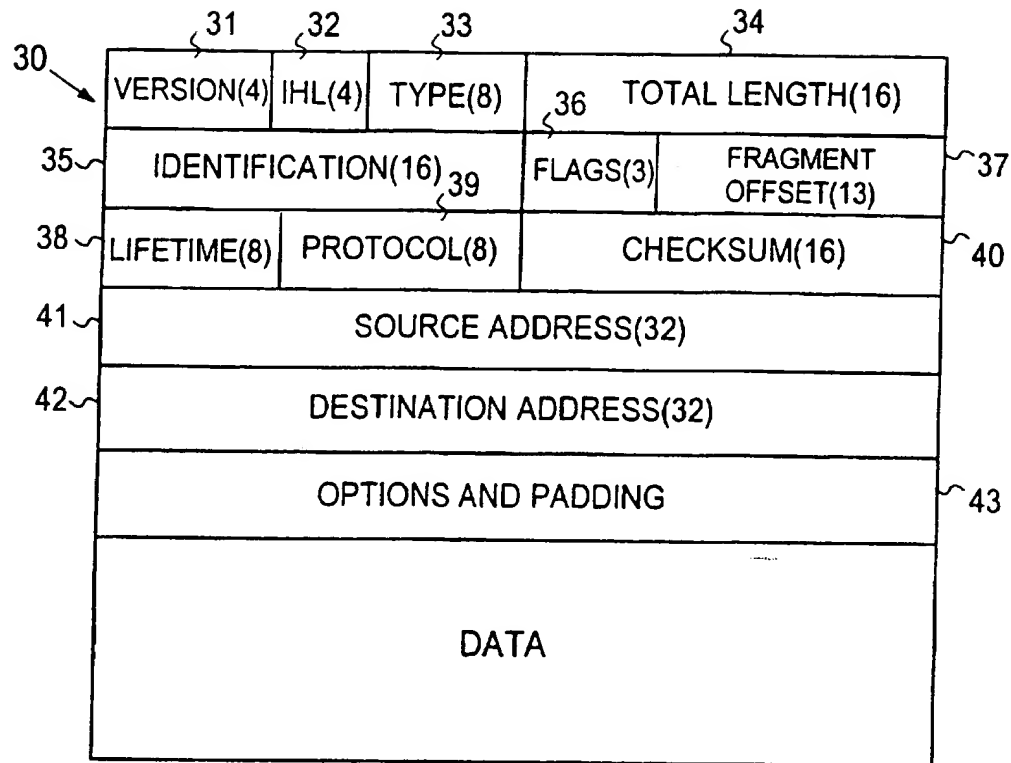 31 32 33 34
30
VERSION(4) IHL(4) TYPE(8) TOTAL LENGTH(16)
36
35 IDENTIFICATION(16) FLAGS(3) FRAGMENT OFFSET(13) 37
39
38 LIFETIME(8) PROTOCOL(8) CHECKSUM(16) 40
41 SOURCE ADDRESS(32)
42 DESTINATION ADDRESS(32)
OPTIONS AND PADDING 43
DATA